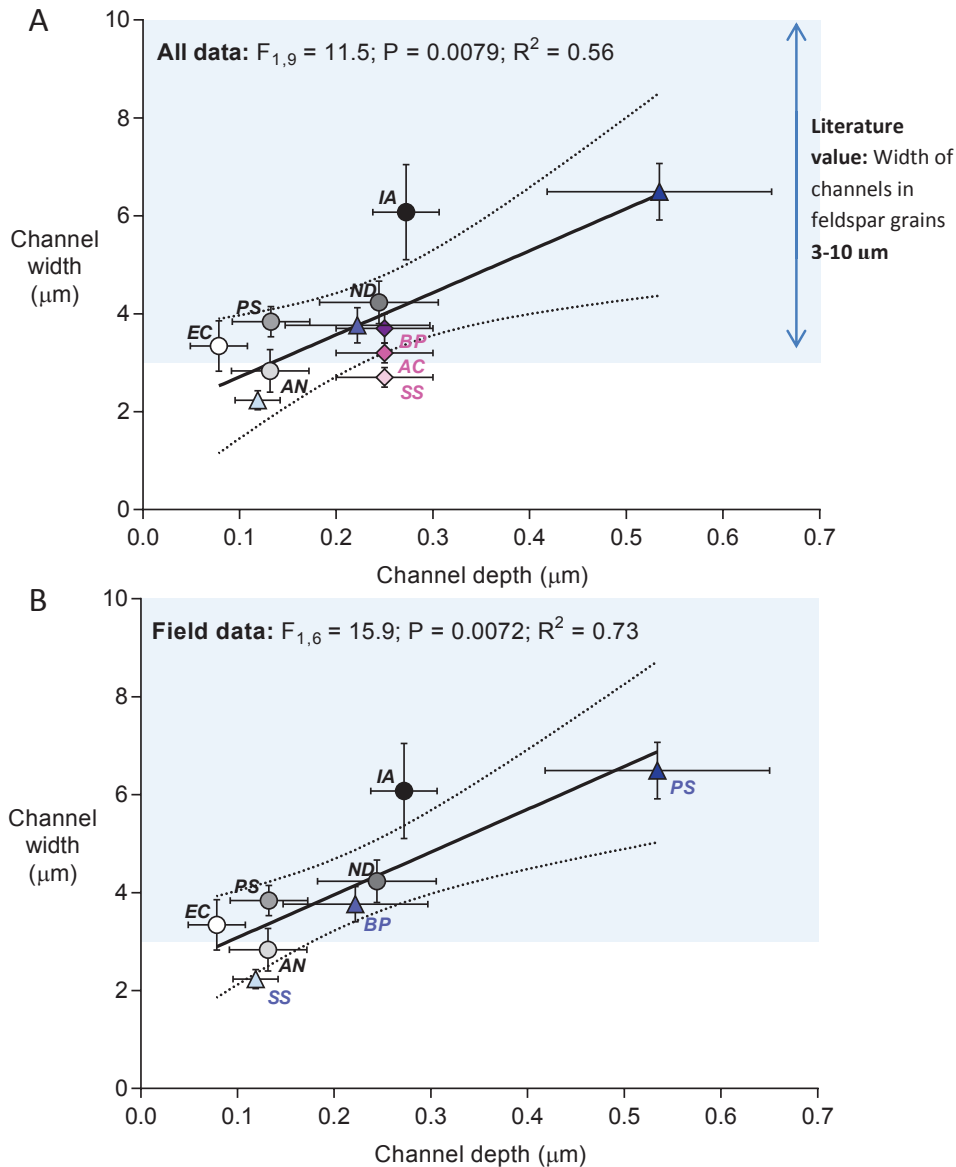 A
All data: F1,9 = 11.5; P = 0.0079; R2 = 0.56
10
8
6
4
2
0
Channel
width
(μm)
IA
ND
PS
EC
AN
BP
AC
SS
Literature
value: Width of
channels in
feldspar grains
3-10 μm
0.0 0.1 0.2 0.3 0.4 0.5 0.6 0.7
Channel depth (μm)
B
Field data: F1,6 = 15.9; P = 0.0072; R2 = 0.73
10
8
6
4
2
0
Channel
width
(μm)
IA
PS
ND
PS
EC
BP
AN
SS
0.0 0.1 0.2 0.3 0.4 0.5 0.6 0.7
Channel depth (μm)